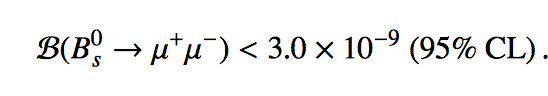 ℬ(B⁰ₛ → μ⁺μ⁻) < 3.0 × 10⁻⁹ (95% CL) .